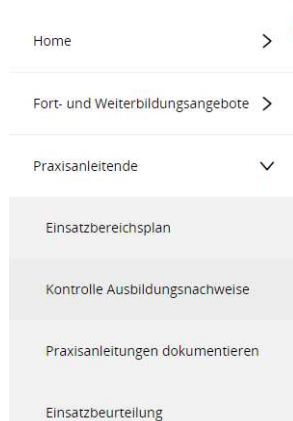 Home
Fort- und Weiterbildungsangebote
Praxisanleitende
Einsatzbereichsplan
Kontrolle Ausbildungsnachweise
Praxisanleitungen dokumentieren
Einsatzbeurteilung